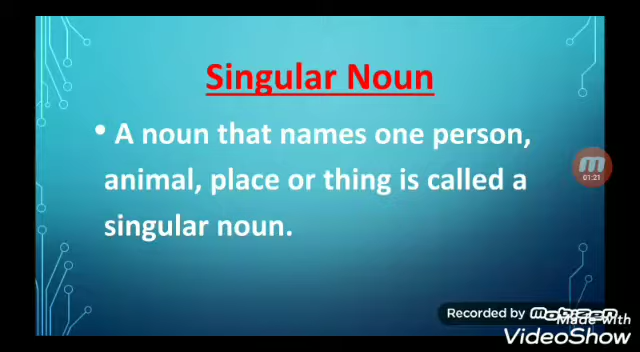 Singular Noun
• A noun that names one person,
animal, place or thing is called a
singular noun.
01:21
Recorded by Mobizen
Made with
VideoShow